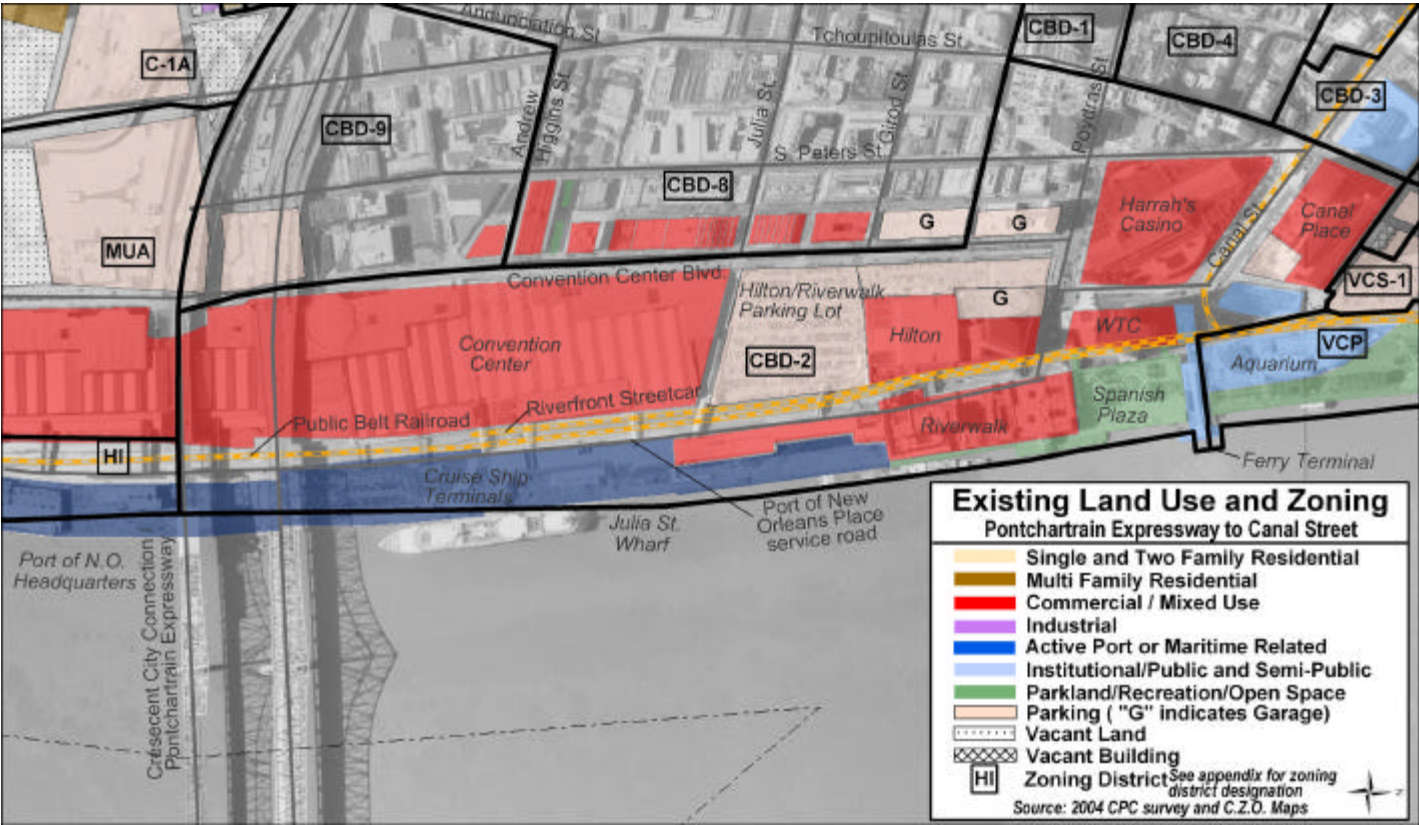 Annunciation St.
Tchoupitoulas St.
CBD-1
CBD-4
C-1A
CBD-3
CBD-9
Andrew
Higgins St.
Julia St.
Girod St.
Poydras St.
S. Peters St.
CBD-8
Harrah's
Casino
Canal St.
Canal
Place
G
G
MUA
VCS-1
Convention Center Blvd.
Hilton/Riverwalk
Parking Lot
G
Hilton
WTC
VCP
Convention
Center
CBD-2
Aquarium
Riverfront Streetcar
Spanish
Plaza
Public Belt Railroad
Riverwalk
HI
Ferry Terminal
Cruise Ship
Terminals
Port of New
Orleans Place
service road
Julia St.
Wharf
Port of N.O.
Headquarters
Cresecent City Connection
Pontchartrain Expressway
Existing Land Use and Zoning
Pontchartrain Expressway to Canal Street
Single and Two Family Residential
Multi Family Residential
Commercial / Mixed Use
Industrial
Active Port or Maritime Related
Institutional/Public and Semi-Public
Parkland/Recreation/Open Space
Parking ( "G" indicates Garage)
Vacant Land
Vacant Building
HI Zoning District See appendix for zoning
district designation
Source: 2004 CPC survey and C.Z.O. Maps